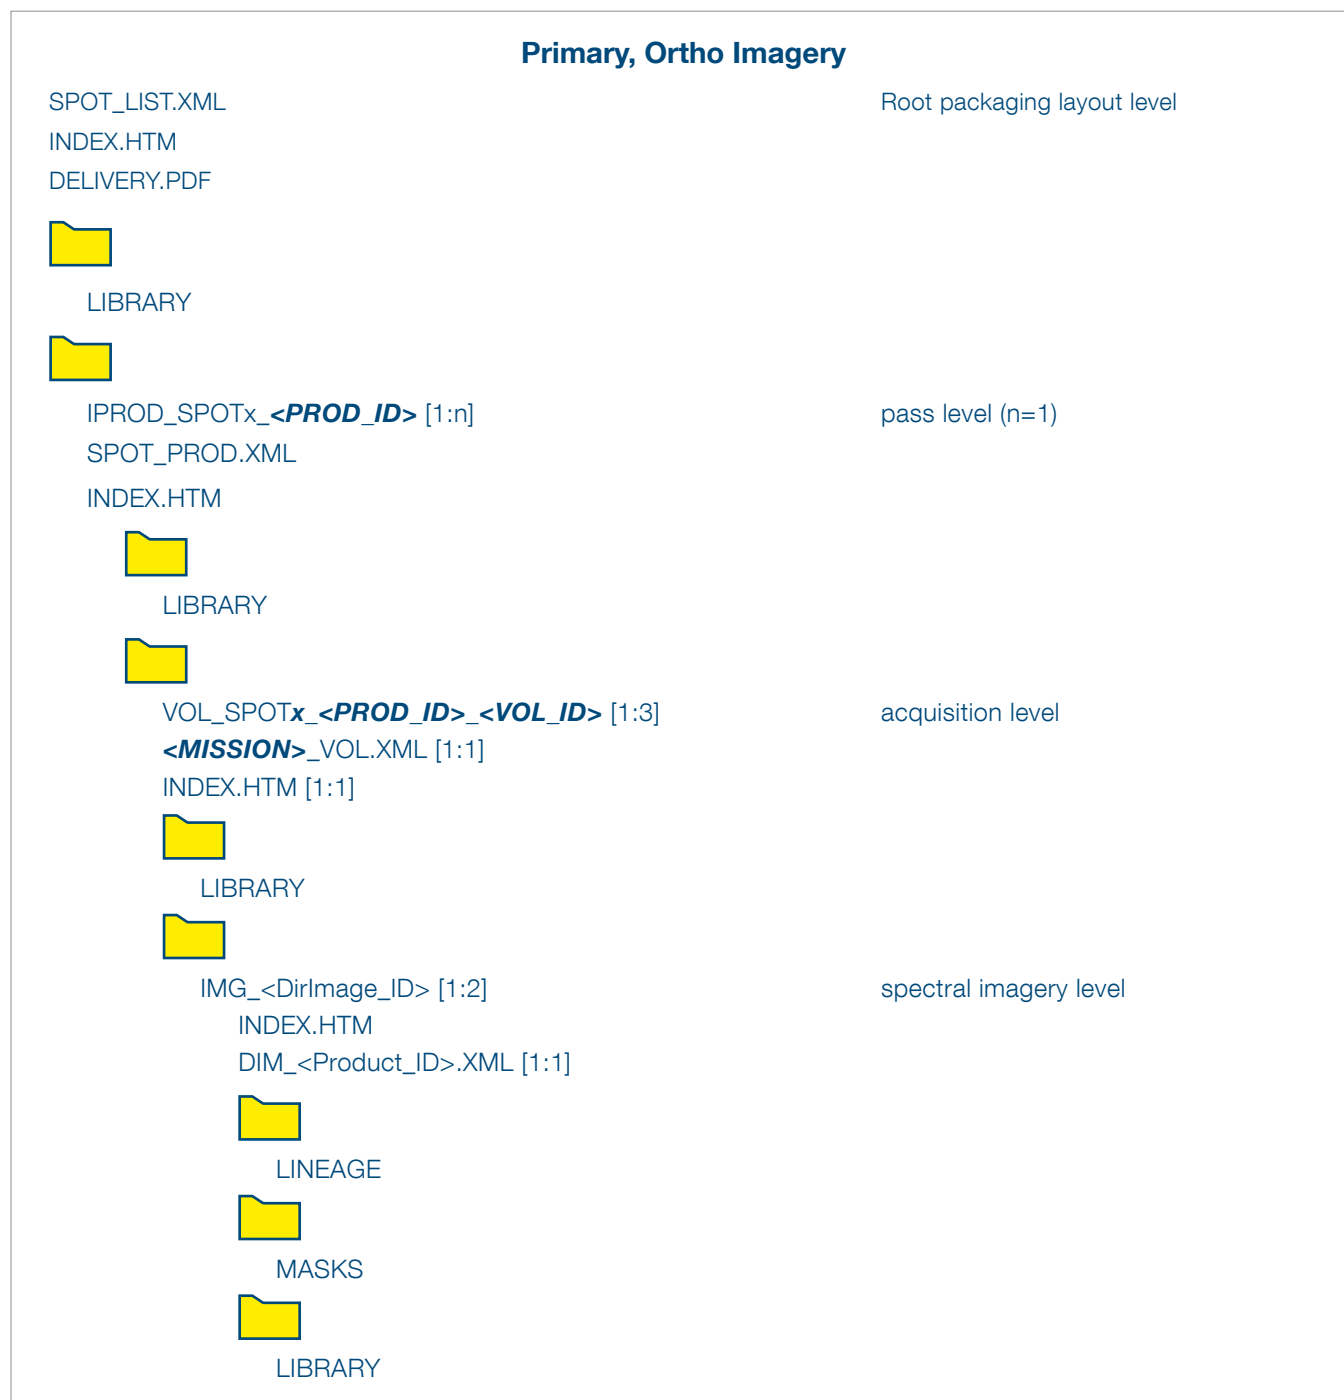 Primary, Ortho Imagery
SPOT_LIST.XML Root packaging layout level
INDEX.HTM
DELIVERY.PDF
LIBRARY
IPROD_SPOTx_<PROD_ID> [1:n] pass level (n=1)
SPOT_PROD.XML
INDEX.HTM
LIBRARY
VOL_SPOTx_<PROD_ID>_<VOL_ID> [1:3] acquisition level
<MISSION>_VOL.XML [1:1]
INDEX.HTM [1:1]
LIBRARY
IMG_<DirImage_ID> [1:2] spectral imagery level
INDEX.HTM
DIM_<Product_ID>.XML [1:1]
LINEAGE
MASKS
LIBRARY